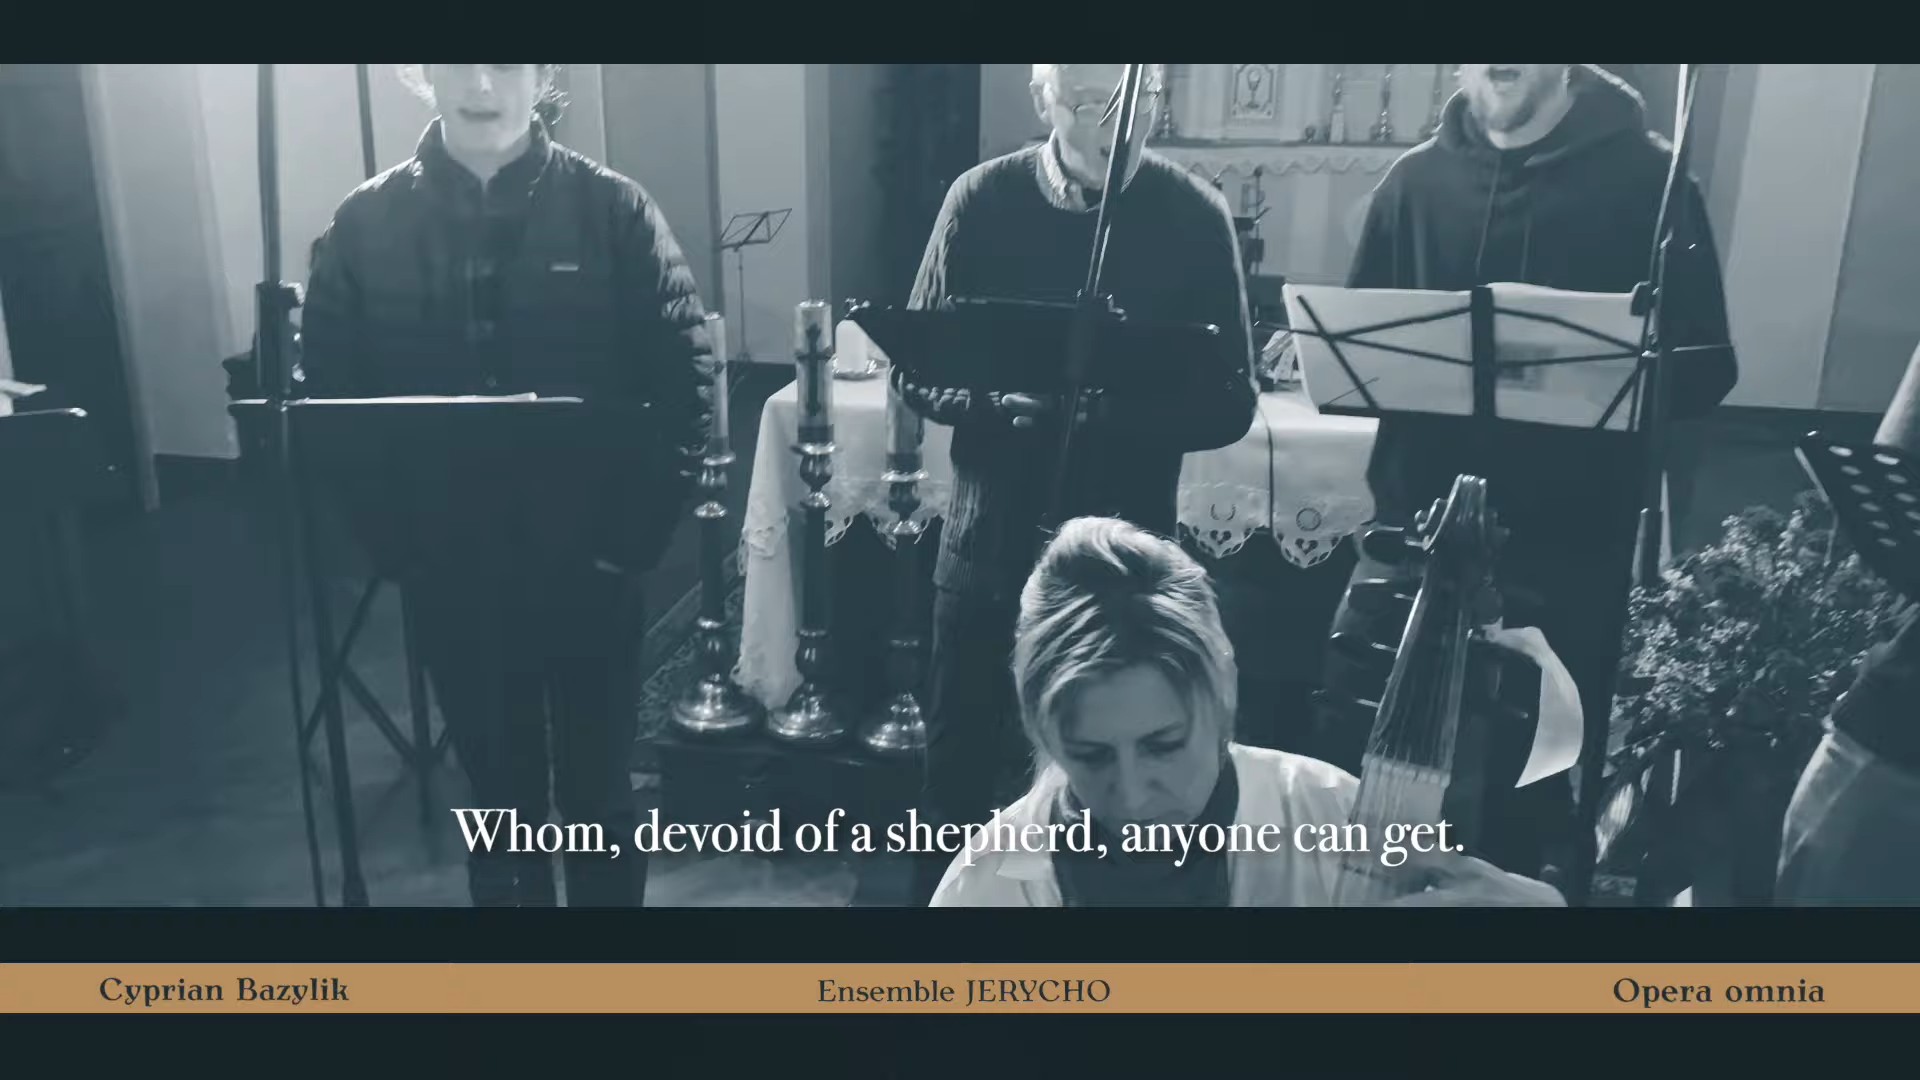 Whom, devoid of a shepherd, anyone can get.
Cyprian Bazylik
Ensemble JERYCHO
Opera omnia